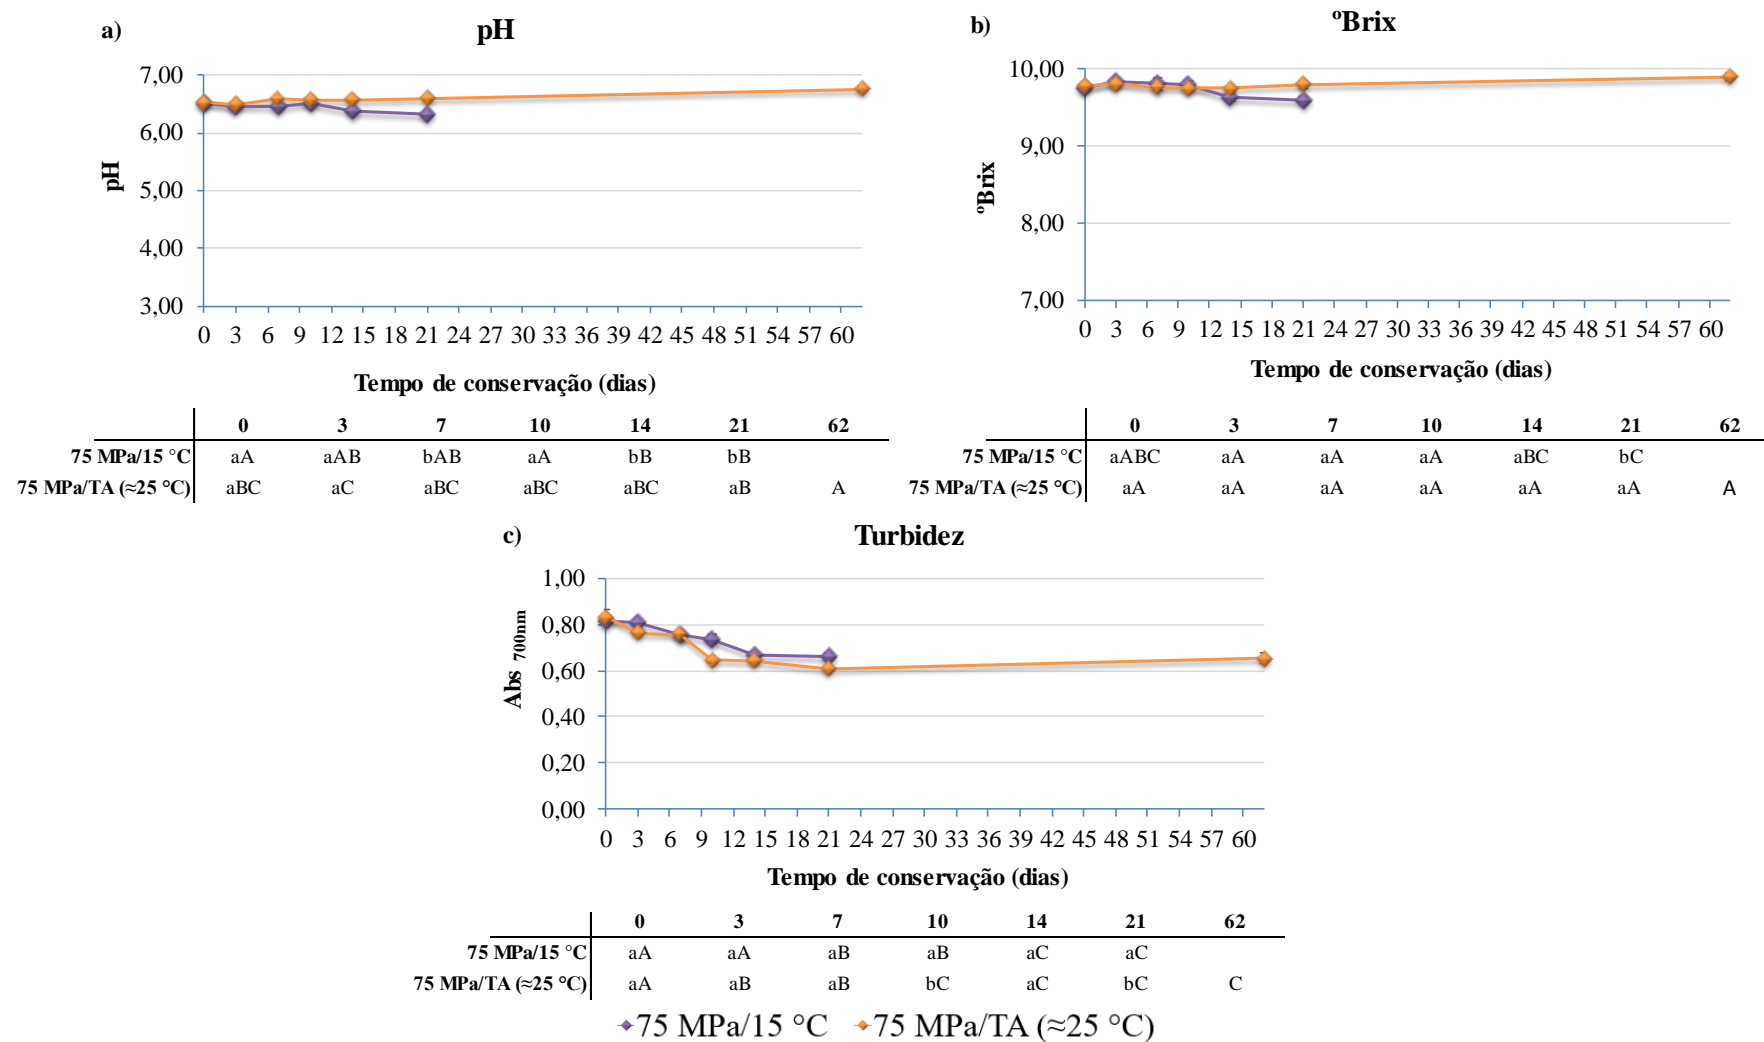 a)
pH
7,00
6,00
5,00
4,00
3,00
pH
0 3 6 9 12 15 18 21 24 27 30 33 36 39 42 45 48 51 54 57 60
Tempo de conservação (dias)
0 3 7 10 14 21 62
75 MPa/15 °C aA aAB bAB aA bB bB
75 MPa/TA (≈25 °C) aBC aC aBC aBC aBC aB A
b)
ºBrix
10,00
9,00
8,00
7,00
ºBrix
0 3 6 9 12 15 18 21 24 27 30 33 36 39 42 45 48 51 54 57 60
Tempo de conservação (dias)
0 3 7 10 14 21 62
75 MPa/15 °C aABC aA aA aA aBC bC
75 MPa/TA (≈25 °C) aA aA aA aA aA aA A
c)
Turbidez
1,00
0,80
0,60
0,40
0,20
0,00
Abs 700nm
0 3 6 9 12 15 18 21 24 27 30 33 36 39 42 45 48 51 54 57 60
Tempo de conservação (dias)
0 3 7 10 14 21 62
75 MPa/15 °C aA aA aB aB aC aC
75 MPa/TA (≈25 °C) aA aB aB bC aC bC C
75 MPa/15 °C 75 MPa/TA (≈25 °C)